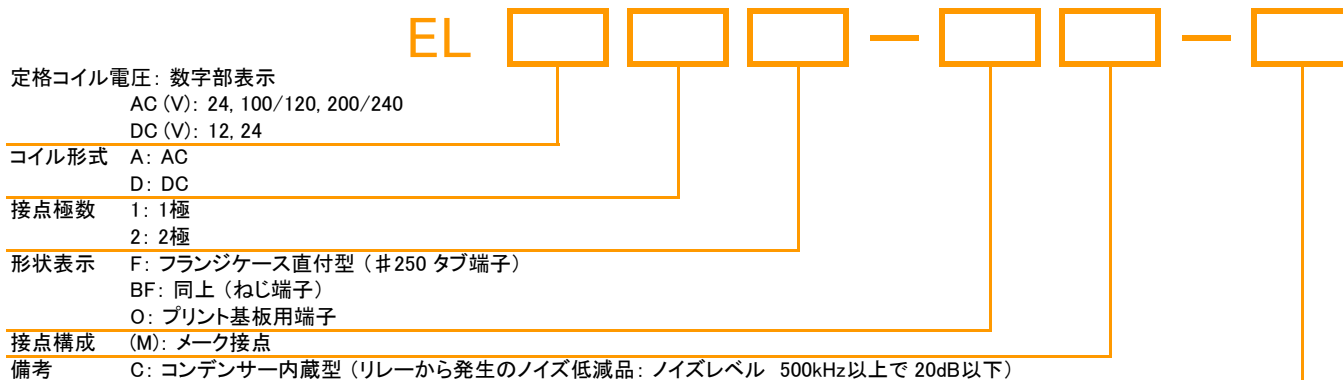 EL — —
定格コイル電圧: 数字部表示
AC (V): 24, 100/120, 200/240
DC (V): 12, 24
コイル形式 A: AC
D: DC
接点極数 1: 1極
2: 2極
形状表示 F: フランジケース直付型 (♯250 タブ端子)
BF: 同上 (ねじ端子)
O: プリント基板用端子
接点構成 (M): メーク接点
備考 C: コンデンサー内蔵型 (リレーから発生のノイズ低減品: ノイズレベル 500kHz以上で 20dB以下)